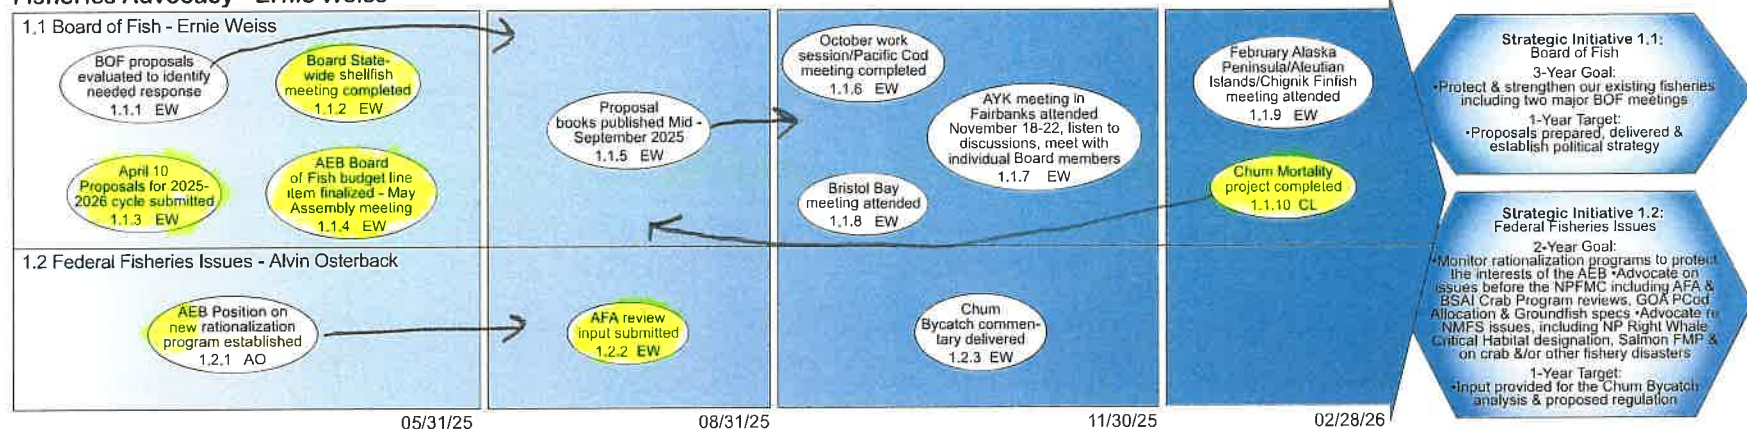 Fisheries Advocacy - Ernie Weiss
1.1 Board of Fish - Ernie Weiss
BOF proposals
evaluated to identify
needed response
1.1.1 EW
Board State-
wide shellfish
meeting completed
1.1.2 EW
April 10
Proposals for 2025-
2026 cycle submitted
1.1.3 EW
AEB Board
of Fish budget line
item finalized - May
Assembly meeting
1.1.4 EW
Proposal
books published Mid -
September 2025
1.1.5 EW
October work
session/Pacific Cod
meeting completed
1.1.6 EW
AYK meeting in
Fairbanks attended
November 18-22, listen to
discussions, meet with
individual Board members
1.1.7 EW
Bristol Bay
meeting attended
1.1.8 EW
February Alaska
Peninsula/Aleutian
Islands/Chignik Finfish
meeting attended
1.1.9 EW
Chum Mortality
project completed
1.1.10 CL
Strategic Initiative 1.1:
Board of Fish
3-Year Goal:
•Protect & strengthen our existing fisheries
including two major BOF meetings
1-Year Target:
•Proposals prepared, delivered &
establish political strategy
1.2 Federal Fisheries Issues - Alvin Osterback
AEB Position on
new rationalization
program established
1.2.1 AO
AFA review
input submitted
1.2.2 EW
Chum
Bycatch commen-
tary delivered
1.2.3 EW
Strategic Initiative 1.2:
Federal Fisheries Issues
2-Year Goal:
•Monitor rationalization programs to protect
the interests of the AEB •Advocate on
issues before the NPFMC including AFA &
BSAI Crab Program reviews, GOA PCod
Allocation & Groundfish specs •Advocate re
NMFS issues, including NP Right Whale
Critical Habitat designation, Salmon FMP &
on crab &/or other fishery disasters
1-Year Target:
•Input provided for the Chum Bycatch
analysis & proposed regulation
05/31/25
08/31/25
11/30/25
02/28/26